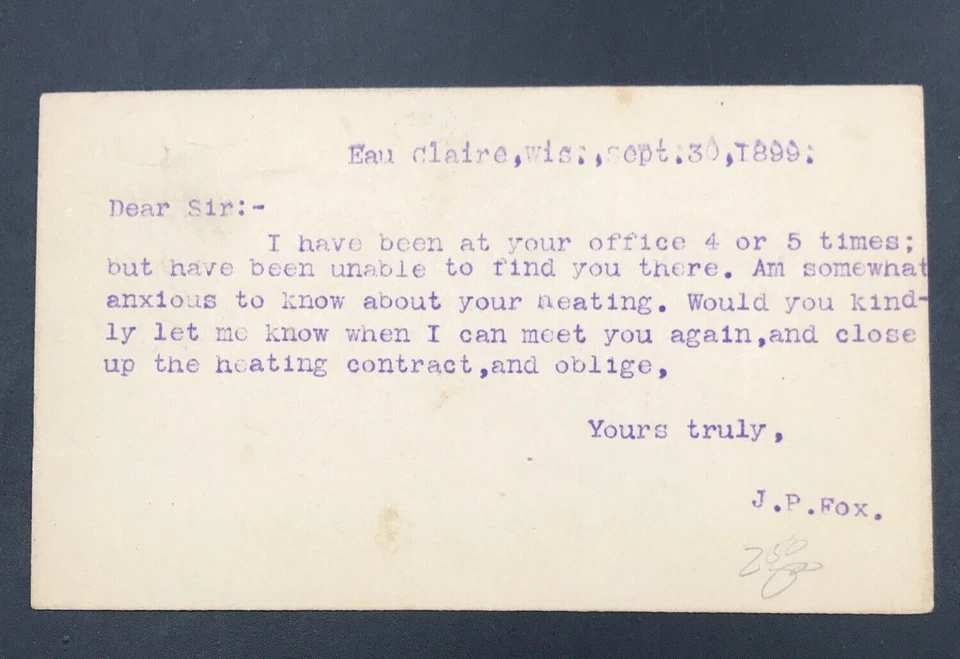 Eau Claire,Wis:,sept.30,1899:
Dear Sir:-
I have been at your office 4 or 5 times;
but have been unable to find you there. Am somewhat
anxious to know about your heating. Would you kind-
ly let me know when I can meet you again,and close
up the heating contract,and oblige,
Yours truly,
J.P.Fox.
250